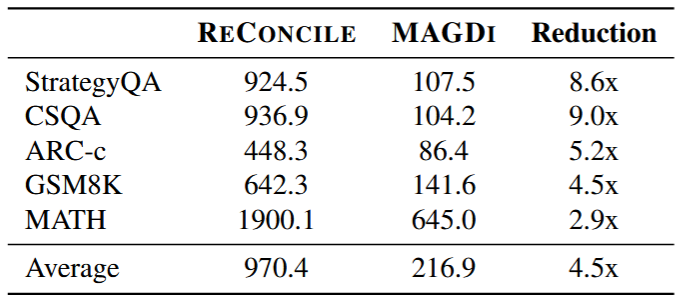 RECONCILE MAGDI Reduction
StrategyQA 924.5 107.5 8.6x
CSQA 936.9 104.2 9.0x
ARC-c 448.3 86.4 5.2x
GSM8K 642.3 141.6 4.5x
MATH 1900.1 645.0 2.9x
Average 970.4 216.9 4.5x